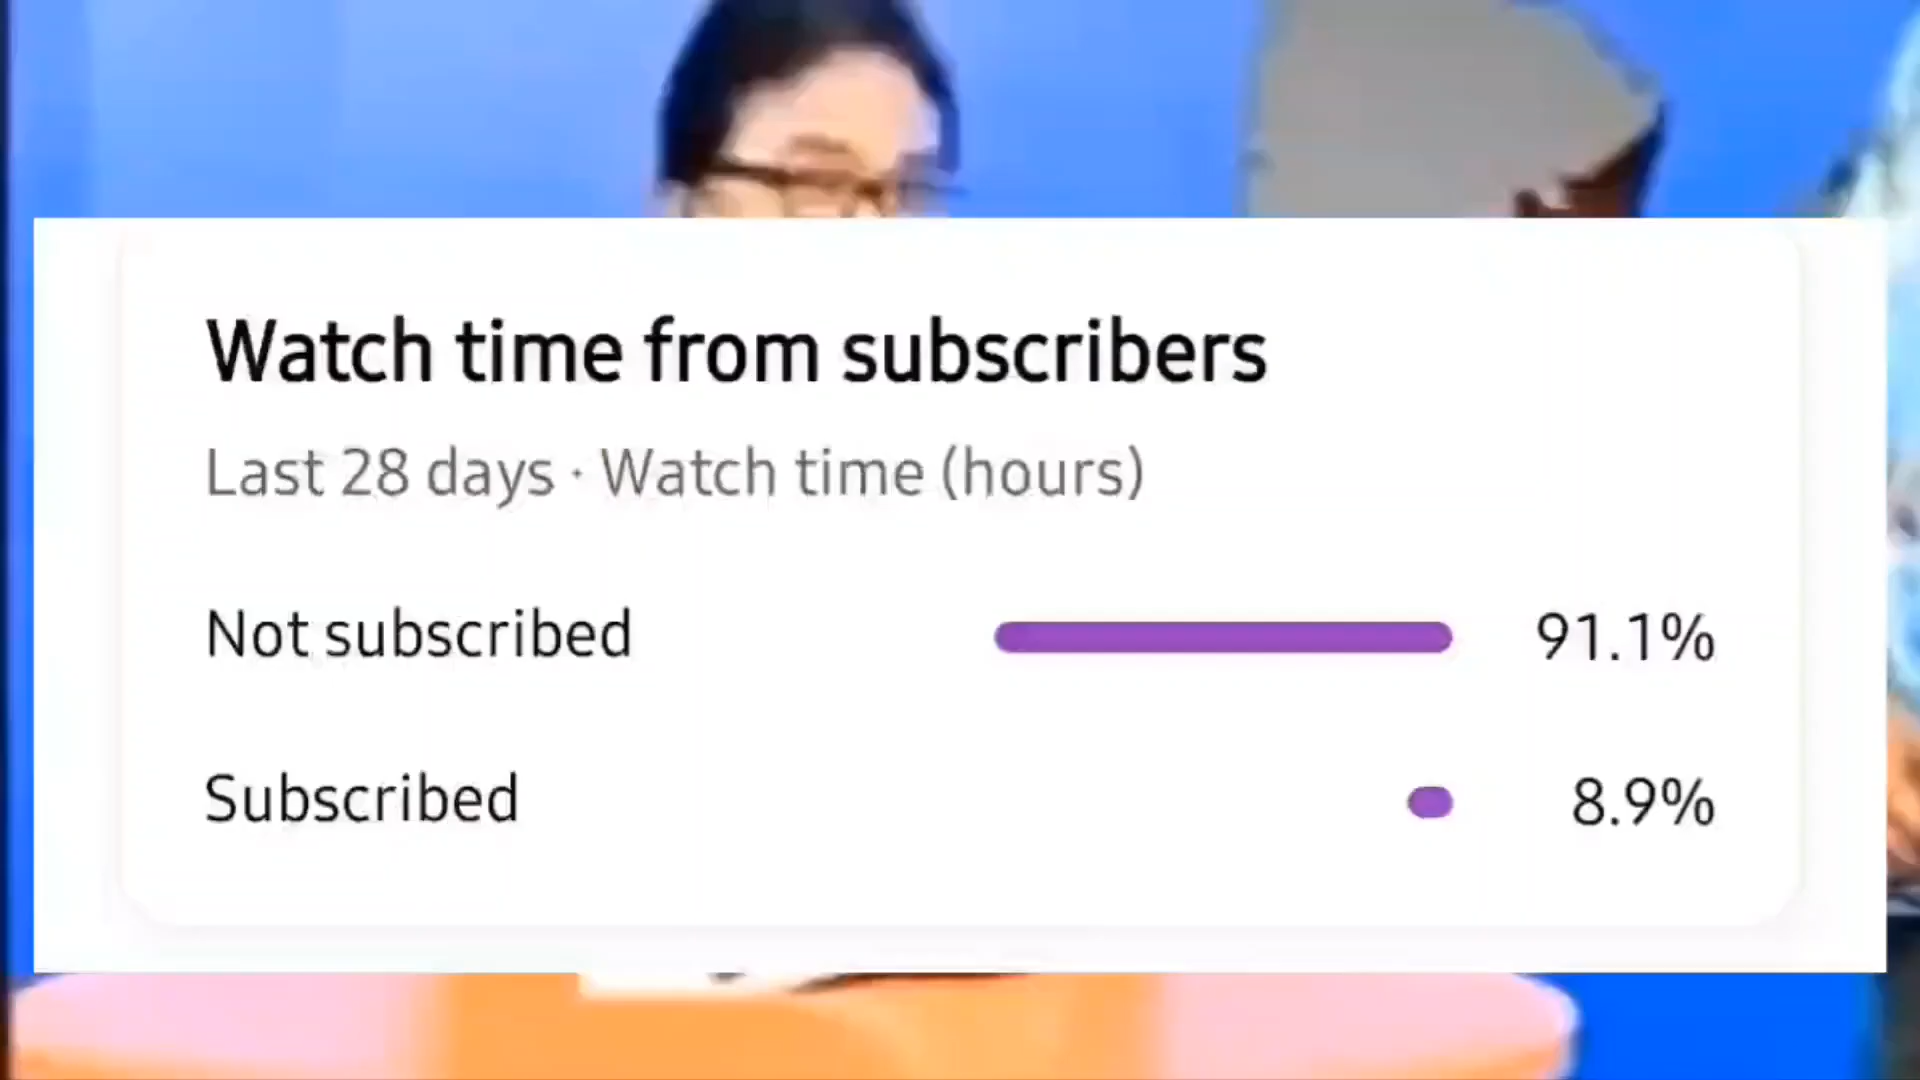 Watch time from subscribers
Last 28 days · Watch time (hours)
Not subscribed 91.1%
Subscribed 8.9%